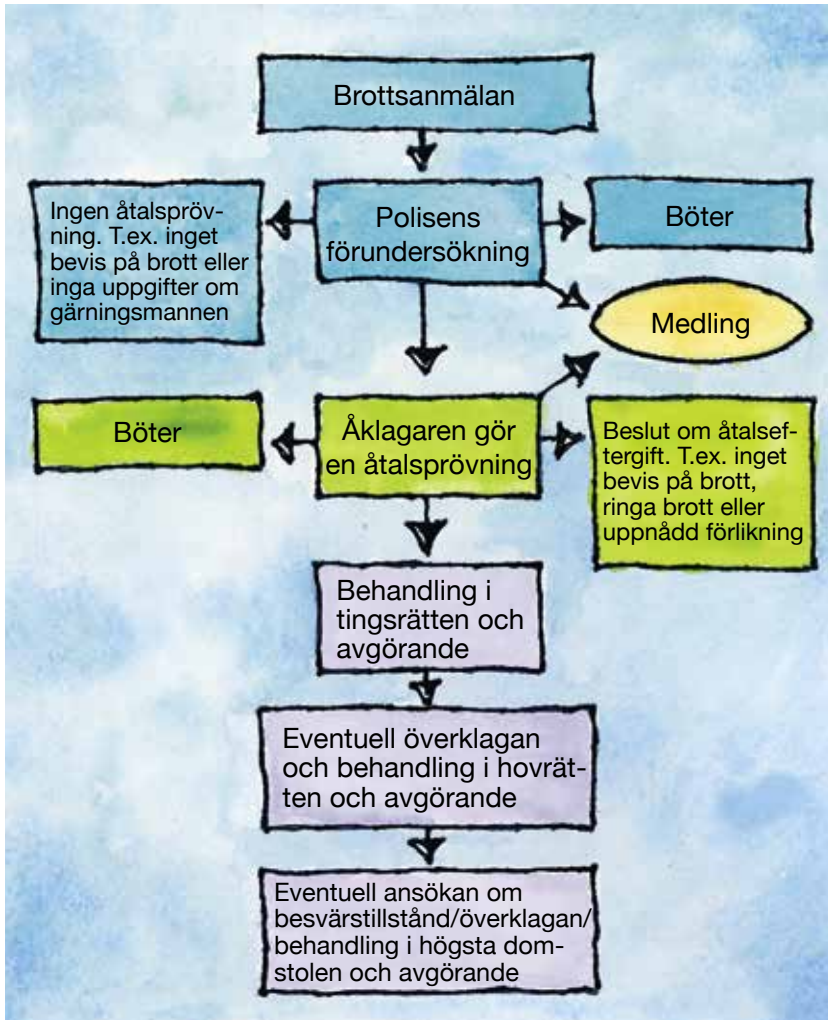 Brottsanmälan
Ingen åtalspröv-
ning. T.ex. inget
bevis på brott eller
inga uppgifter om
gärningsmannen
Polisens
förundersökning
Böter
Medling
Böter
Åklagaren gör
en åtalsprövning
Beslut om åtalsef-
tergift. T.ex. inget
bevis på brott,
ringa brott eller
uppnådd förlikning
Behandling i
tingsrätten och
avgörande
Eventuell överklagan
och behandling i hovrät-
ten och avgörande
Eventuell ansökan om
besvärstillstånd/överklagan/
behandling i högsta dom-
stolen och avgörande